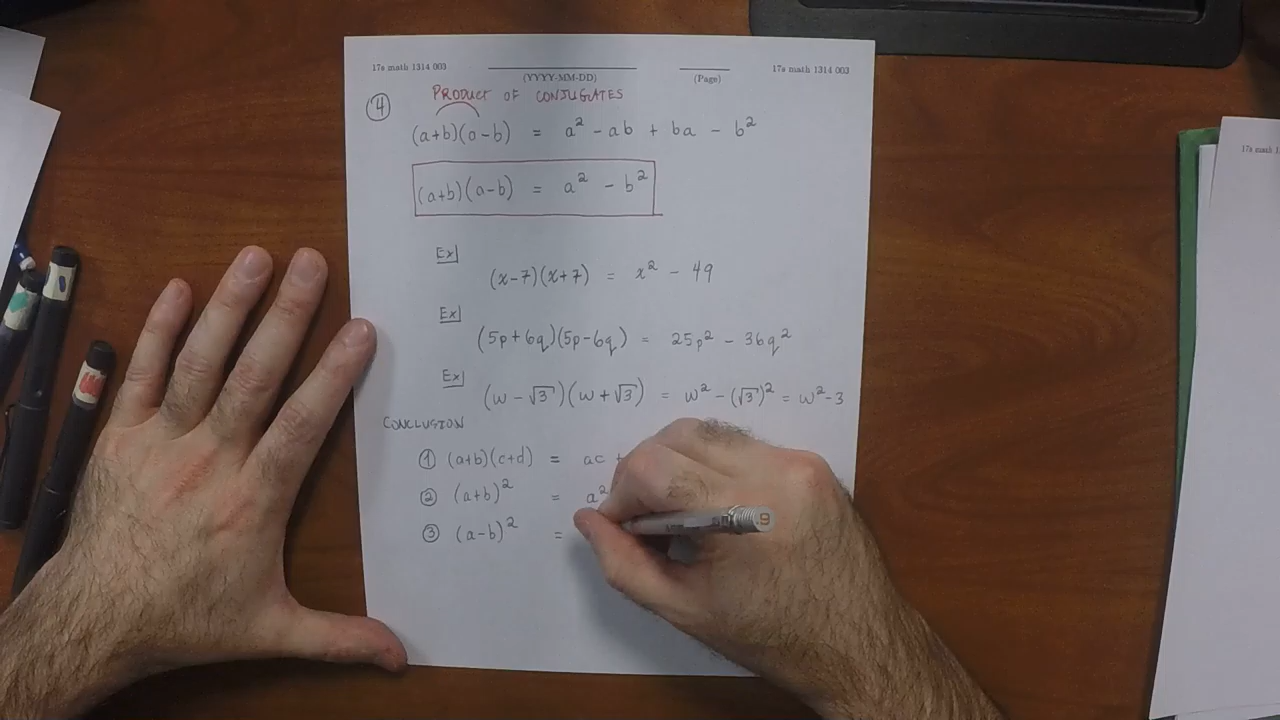 17s math 1314 003 (YYYY-MM-DD) (Page) 17s math 1314 003
④ PRODUCT OF CONJUGATES
(a+b)(a-b) = a² - ab + ba - b²
(a+b)(a-b) = a² - b²
Ex
(x-7)(x+7) = x² - 49
Ex
(5p+6q)(5p-6q) = 25p² - 36q²
Ex
(w-√3)(w+√3) = w² - (√3)² = w²-3
CONCLUSION
① (a+b)(c+d) = ac +
② (a+b)² = a²
③ (a-b)² =
.9